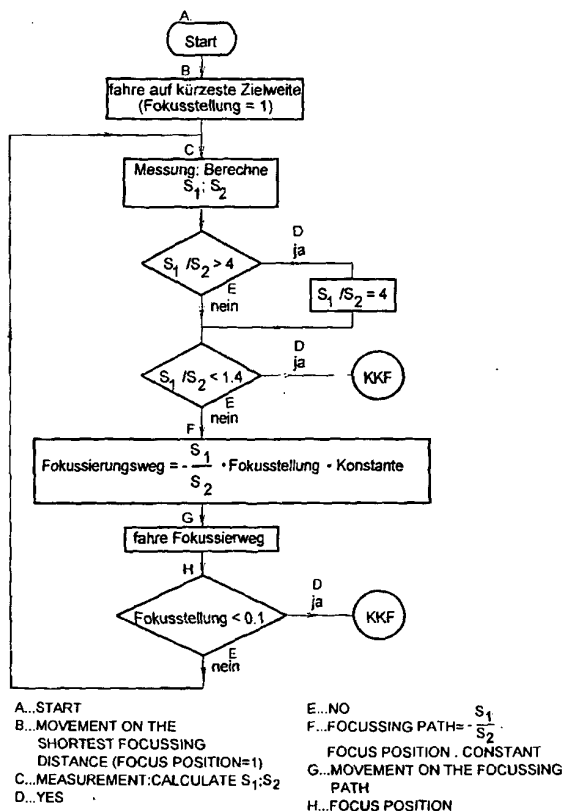 A.
Start
B
fahre auf kürzeste Zielweite
(Fokusstellung = 1)
C
Messung: Berechne
S1; S2
D
ja
S1 /S2 > 4
E
nein
S1 /S2 = 4
D
ja
S1 /S2 < 1.4
KKF
E
nein
F
Fokussierungsweg = - S1/S2 · Fokusstellung · Konstante
G
fahre Fokussierweg
H
D
ja
Fokusstellung < 0.1
KKF
E
nein
A...START
B...MOVEMENT ON THE
SHORTEST FOCUSSING
DISTANCE (FOCUS POSITION=1)
C...MEASUREMENT:CALCULATE S1;S2
D...YES
E...NO
F...FOCUSSING PATH= - S1/S2 ·
FOCUS POSITION . CONSTANT
G...MOVEMENT ON THE FOCUSSING
PATH
H...FOCUS POSITION